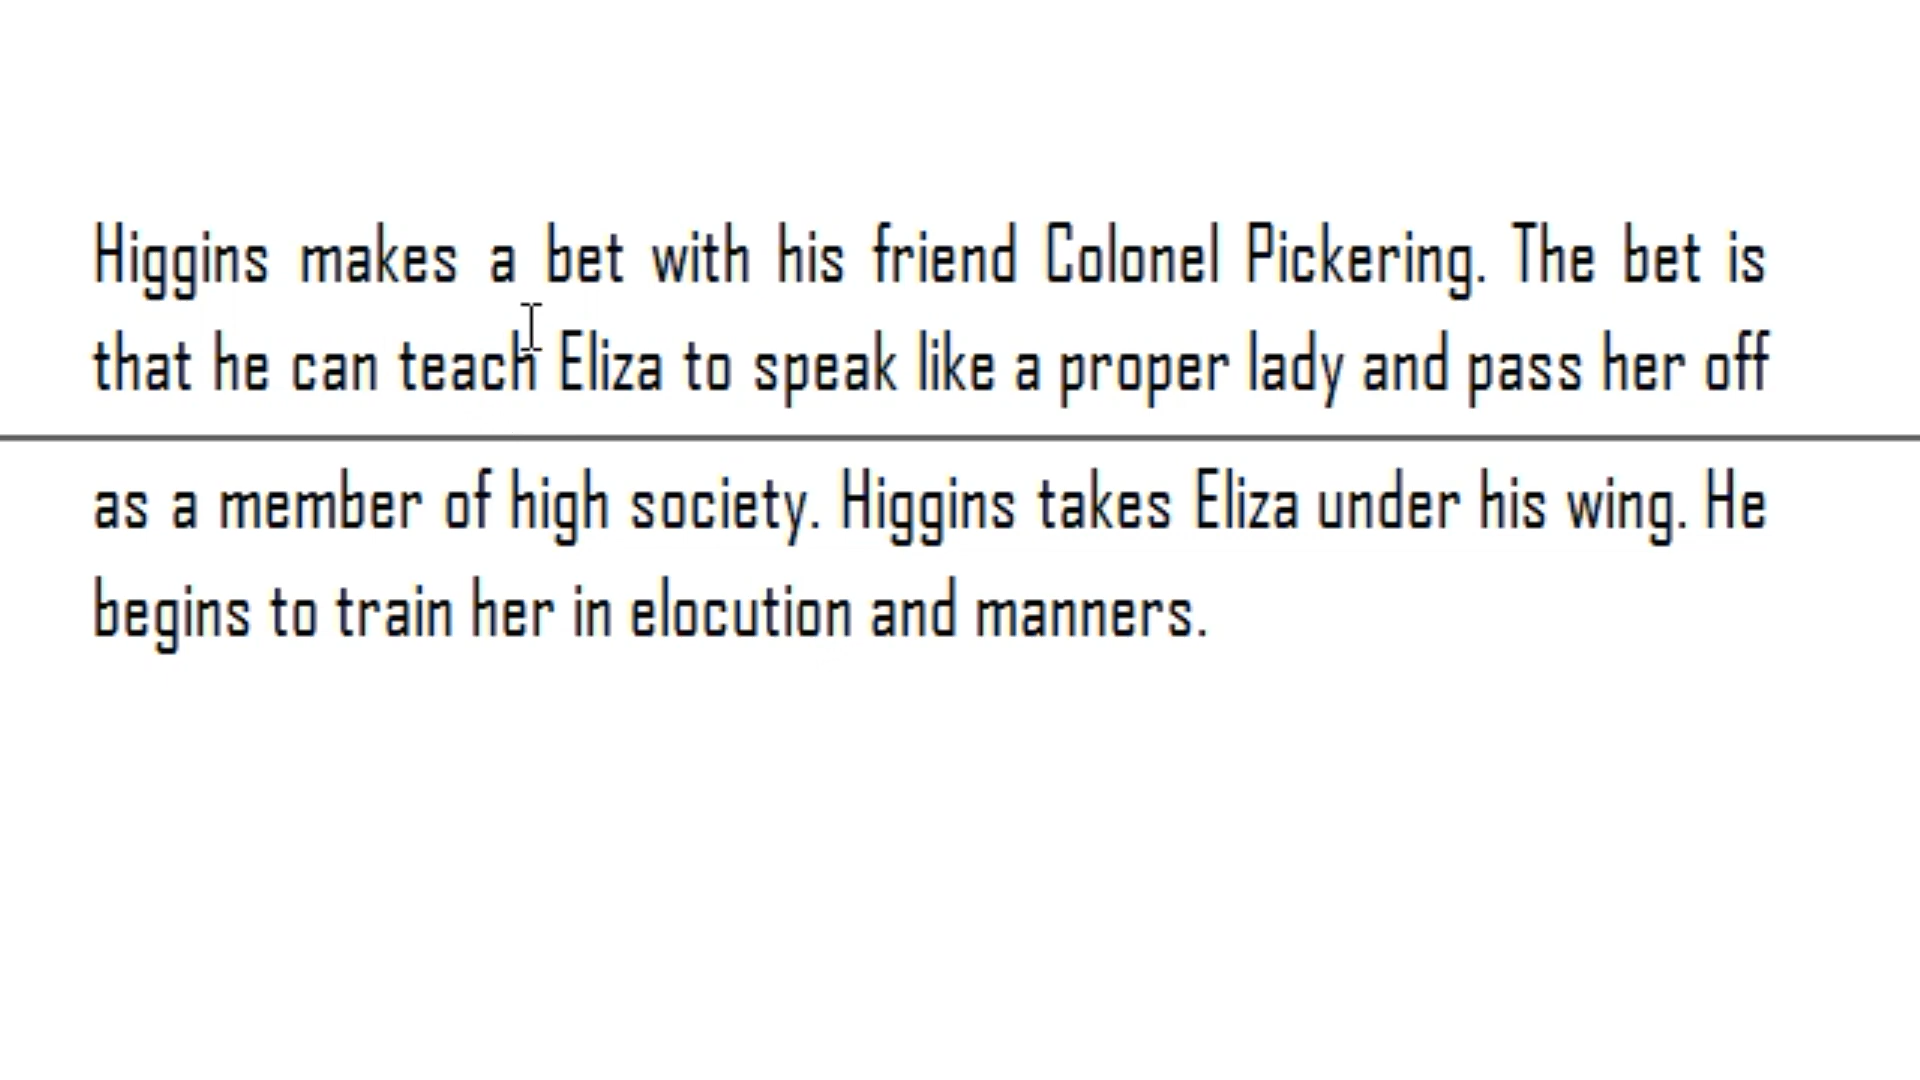 Higgins makes a bet with his friend Colonel Pickering. The bet is
that he can teach Eliza to speak like a proper lady and pass her off
as a member of high society. Higgins takes Eliza under his wing. He
begins to train her in elocution and manners.